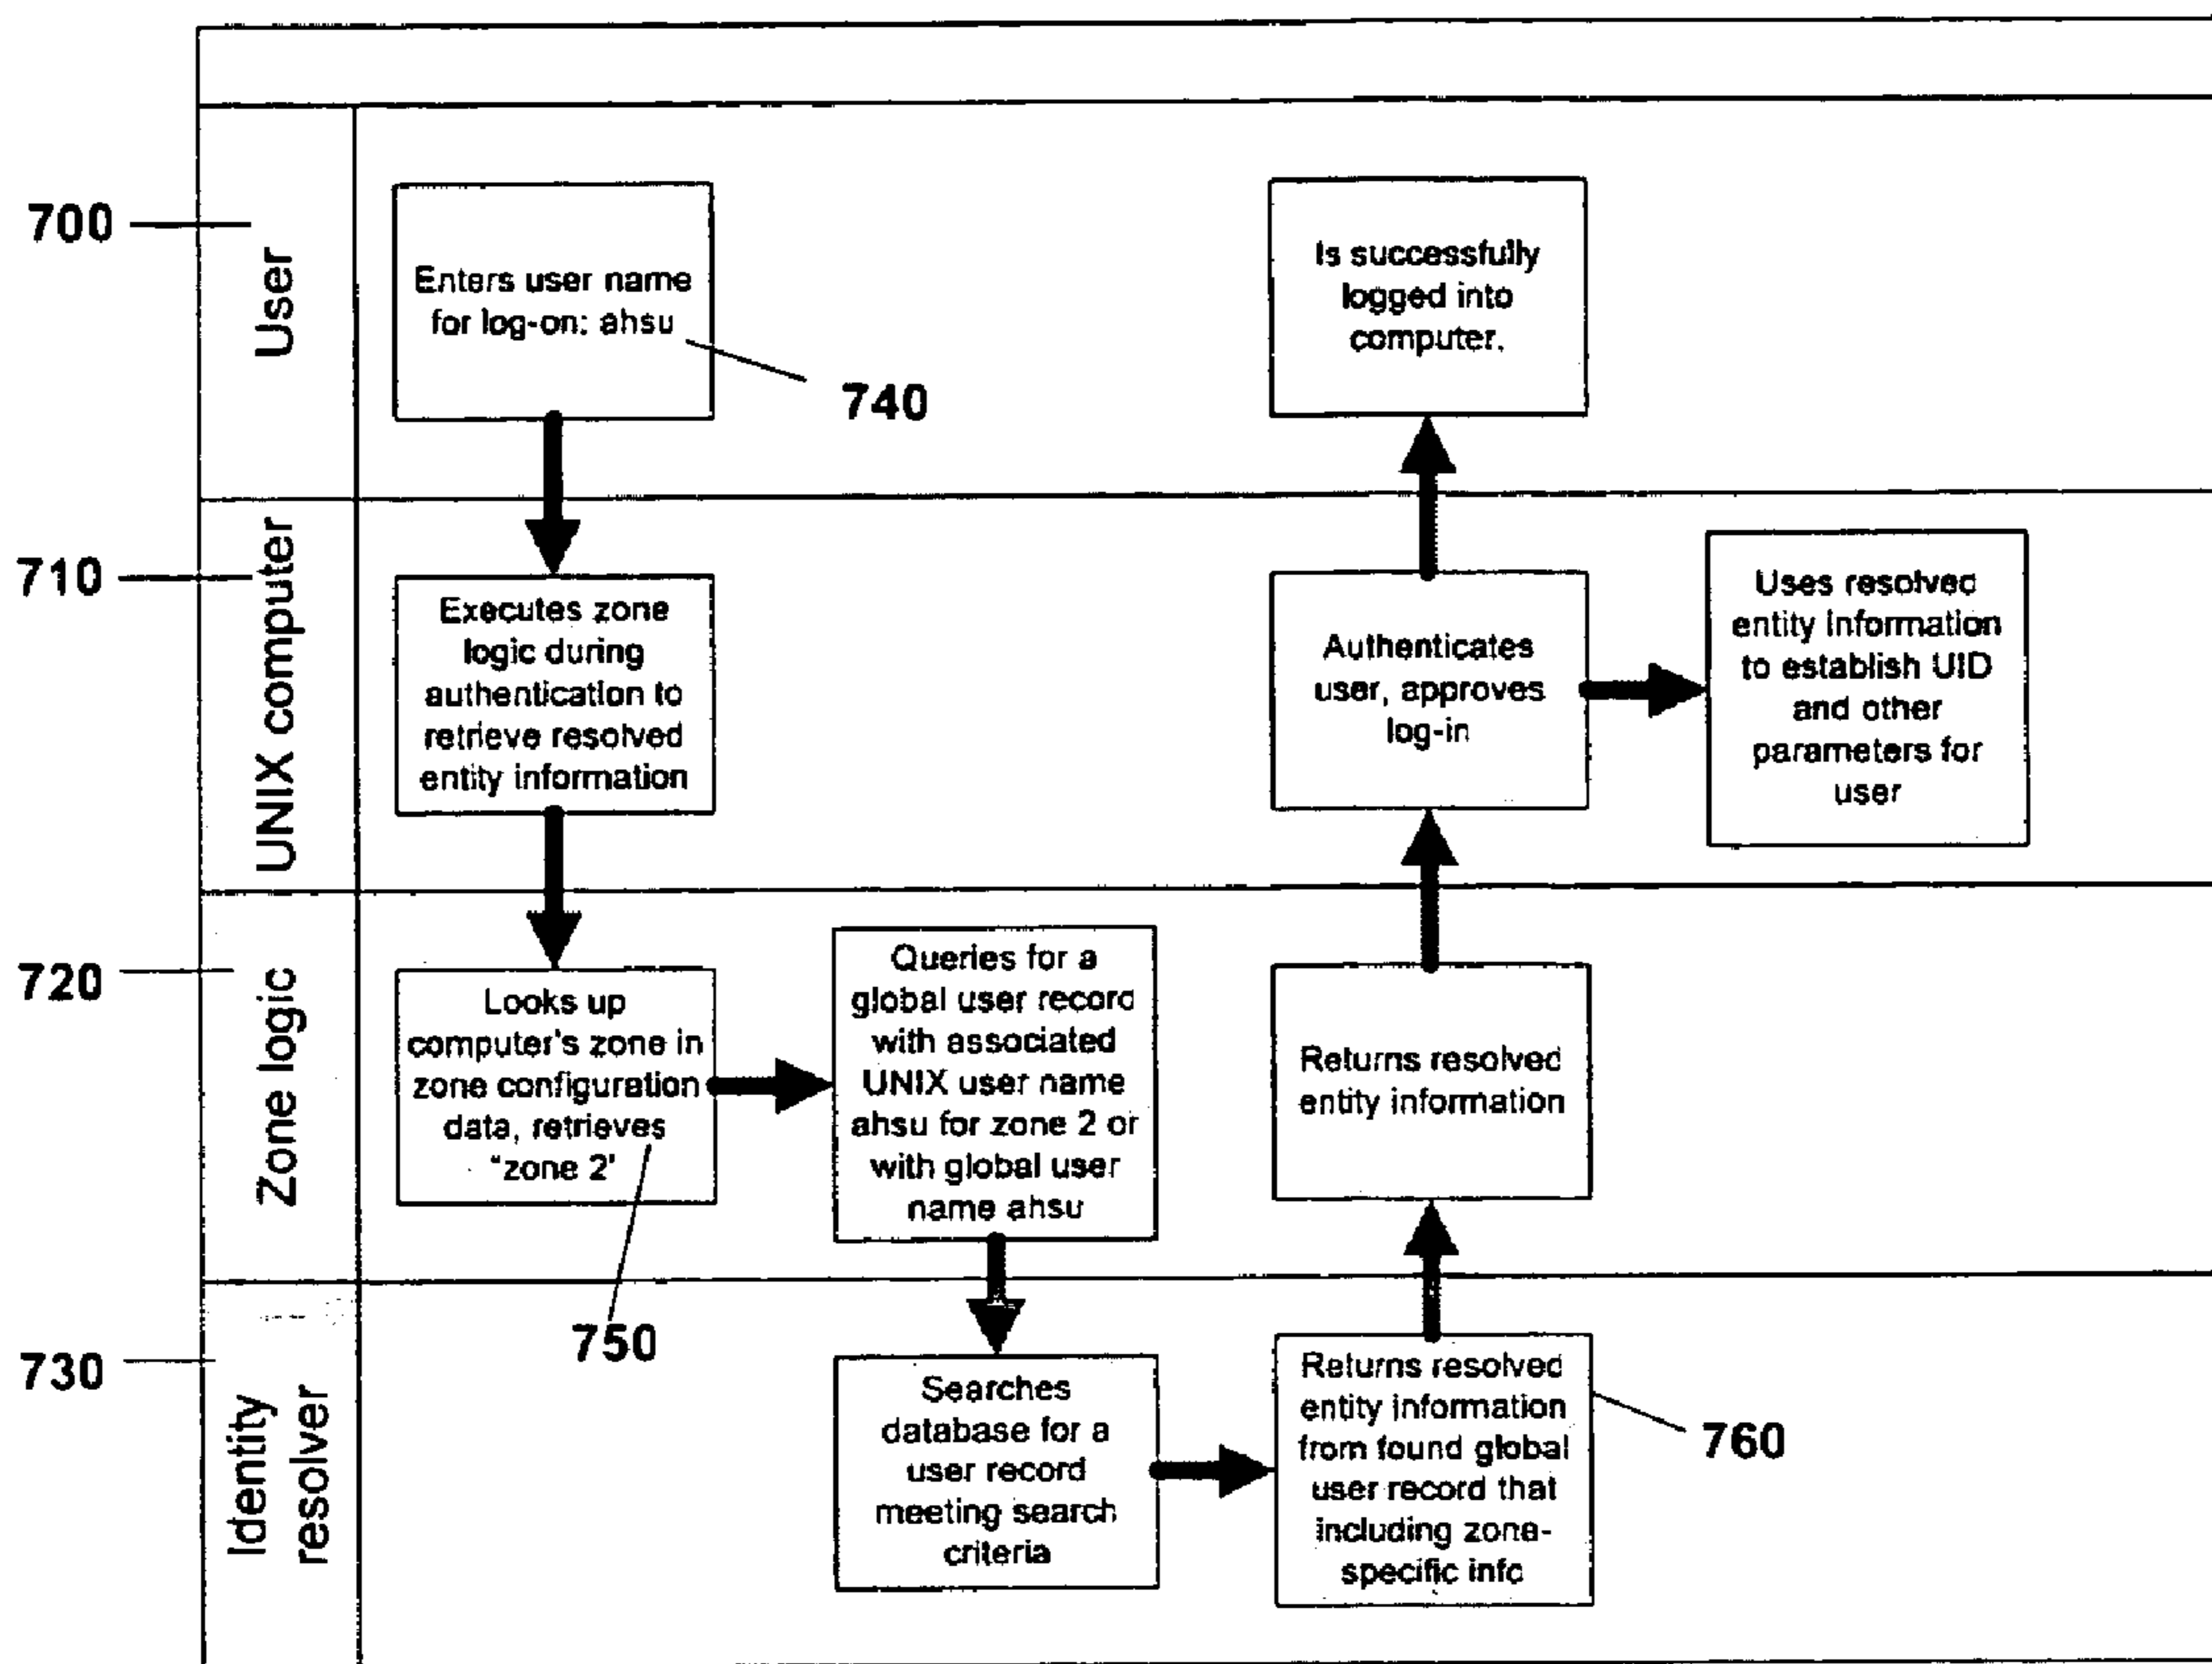 700
User
Enters user name
for log-on: ahsu
740
Is successfully
logged into
computer.
710
UNIX computer
Executes zone
logic during
authentication to
retrieve resolved
entity information
Authenticates
user, approves
log-in
Uses resolved
entity information
to establish UID
and other
parameters for
user
720
Zone logic
Looks up
computer's zone in
zone configuration
data, retrieves
"zone 2'
750
Queries for a
global user record
with associated
UNIX user name
ahsu for zone 2 or
with global user
name ahsu
Returns resolved
entity information
730
Identity
resolver
Searches
database for a
user record
meeting search
criteria
Returns resolved
entity information
from found global
user record that
including zone-
specific info
760